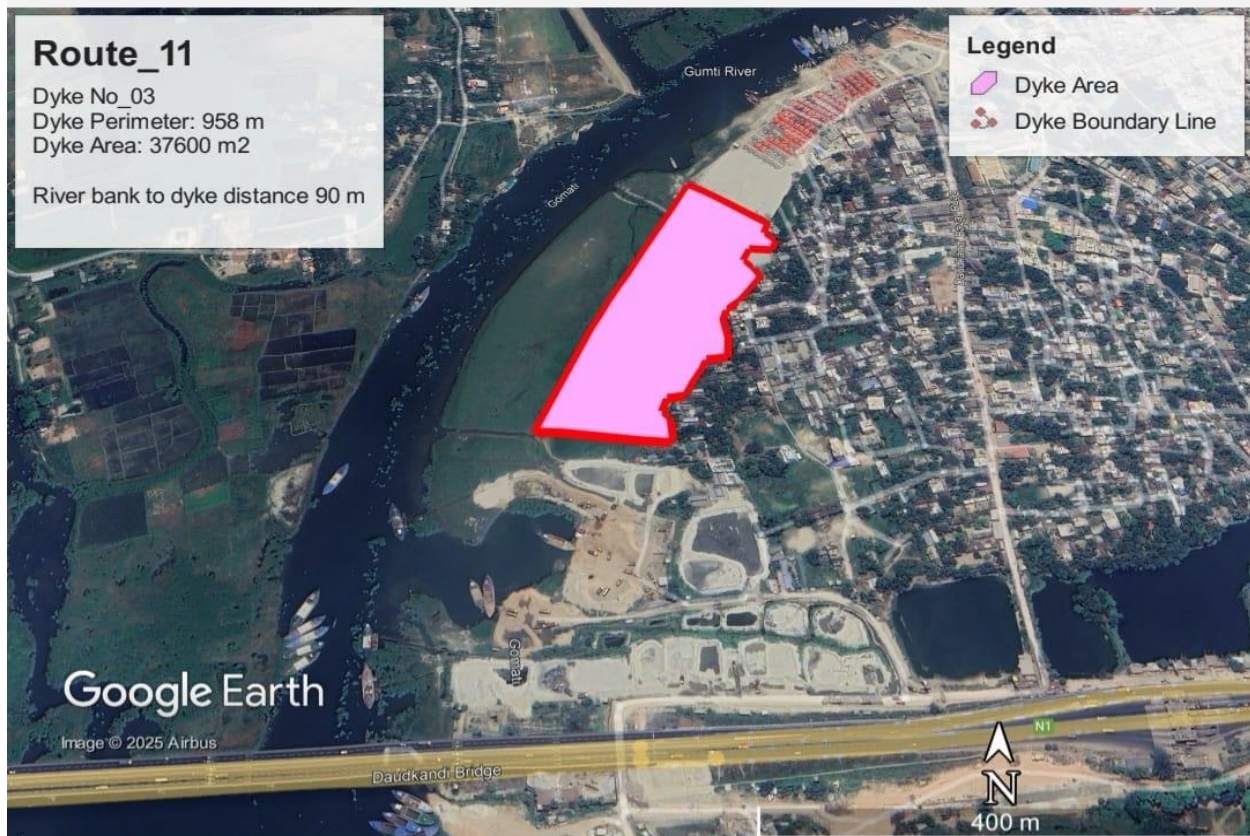 Route_11
Dyke No_03
Dyke Perimeter: 958 m
Dyke Area: 37600 m2
River bank to dyke distance 90 m
Legend
Dyke Area
Dyke Boundary Line
Gumti River
Gomati
Gomati
Google Earth
Image © 2025 Airbus
Daudkandi Bridge
N1
N
400 m